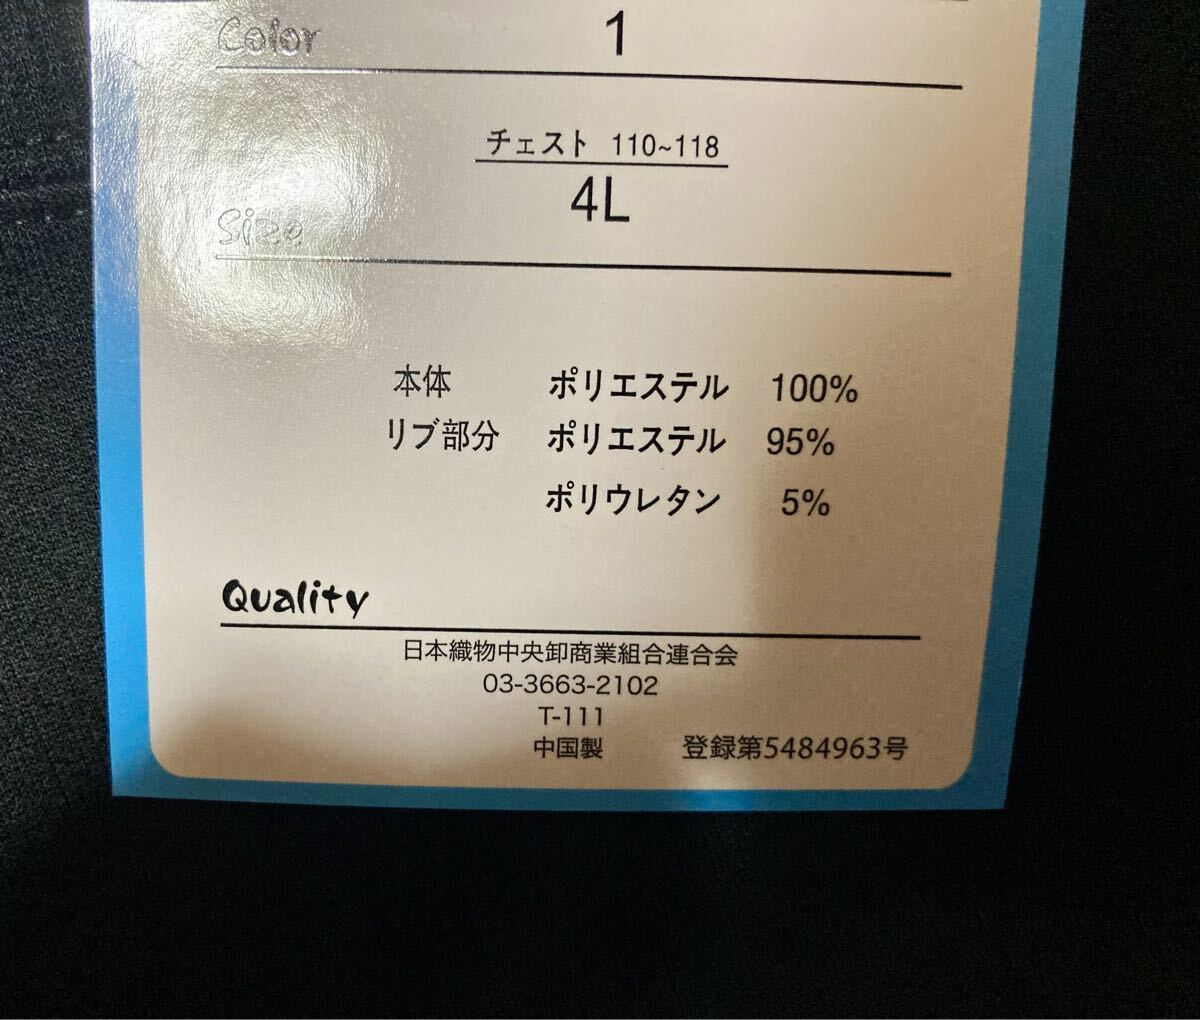 Color 1
チェスト 110~118
4L
Size
本体 ポリエステル 100%
リブ部分 ポリエステル 95%
ポリウレタン 5%
Quality
日本織物中央卸商業組合連合会
03-3663-2102
T-111
中国製 登録第5484963号